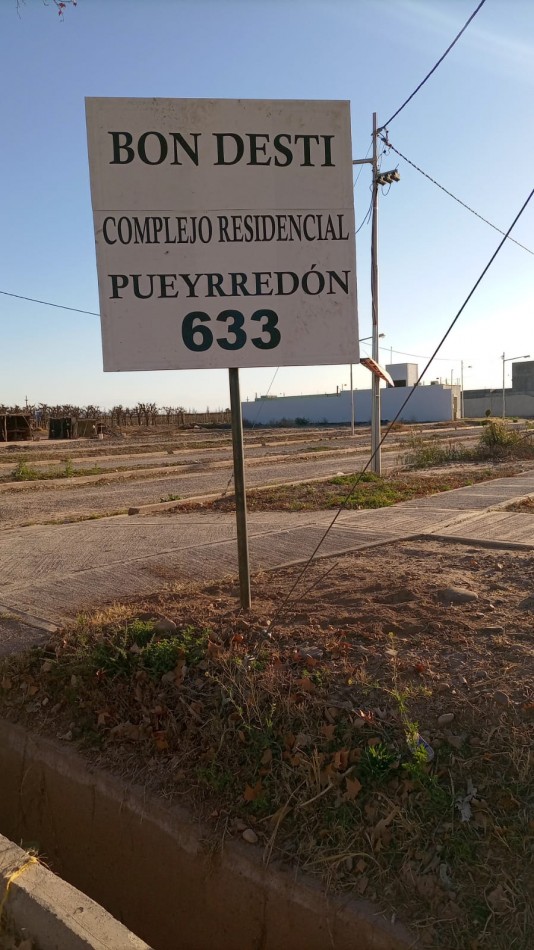 BON DESTI
COMPLEJO RESIDENCIAL
PUEYRREDÓN
633